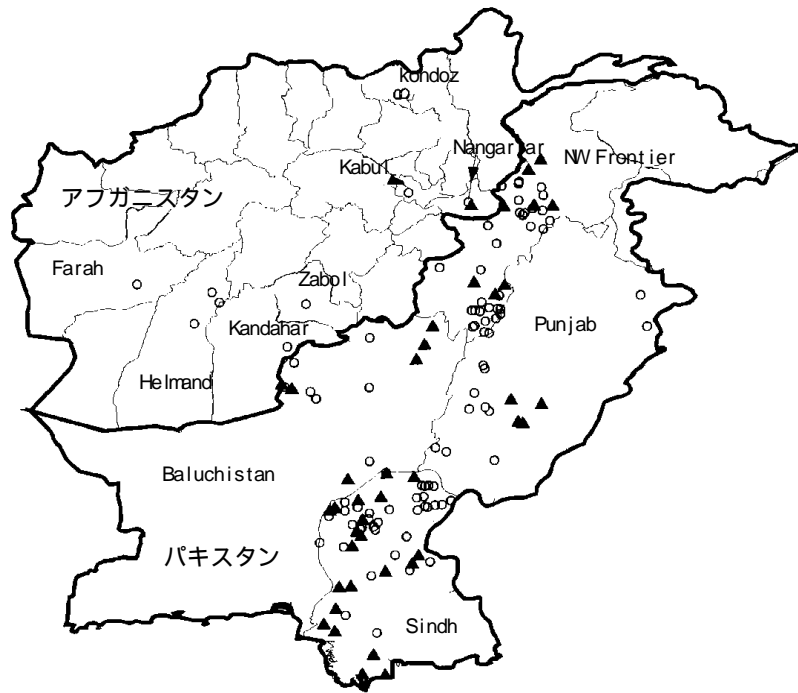 kondoz
Nangarhar
Kabul
NW Frontier
アフガニスタン
Farah
Zabol
Kandahar
Punjab
Helmand
Baluchistan
パキスタン
Sindh